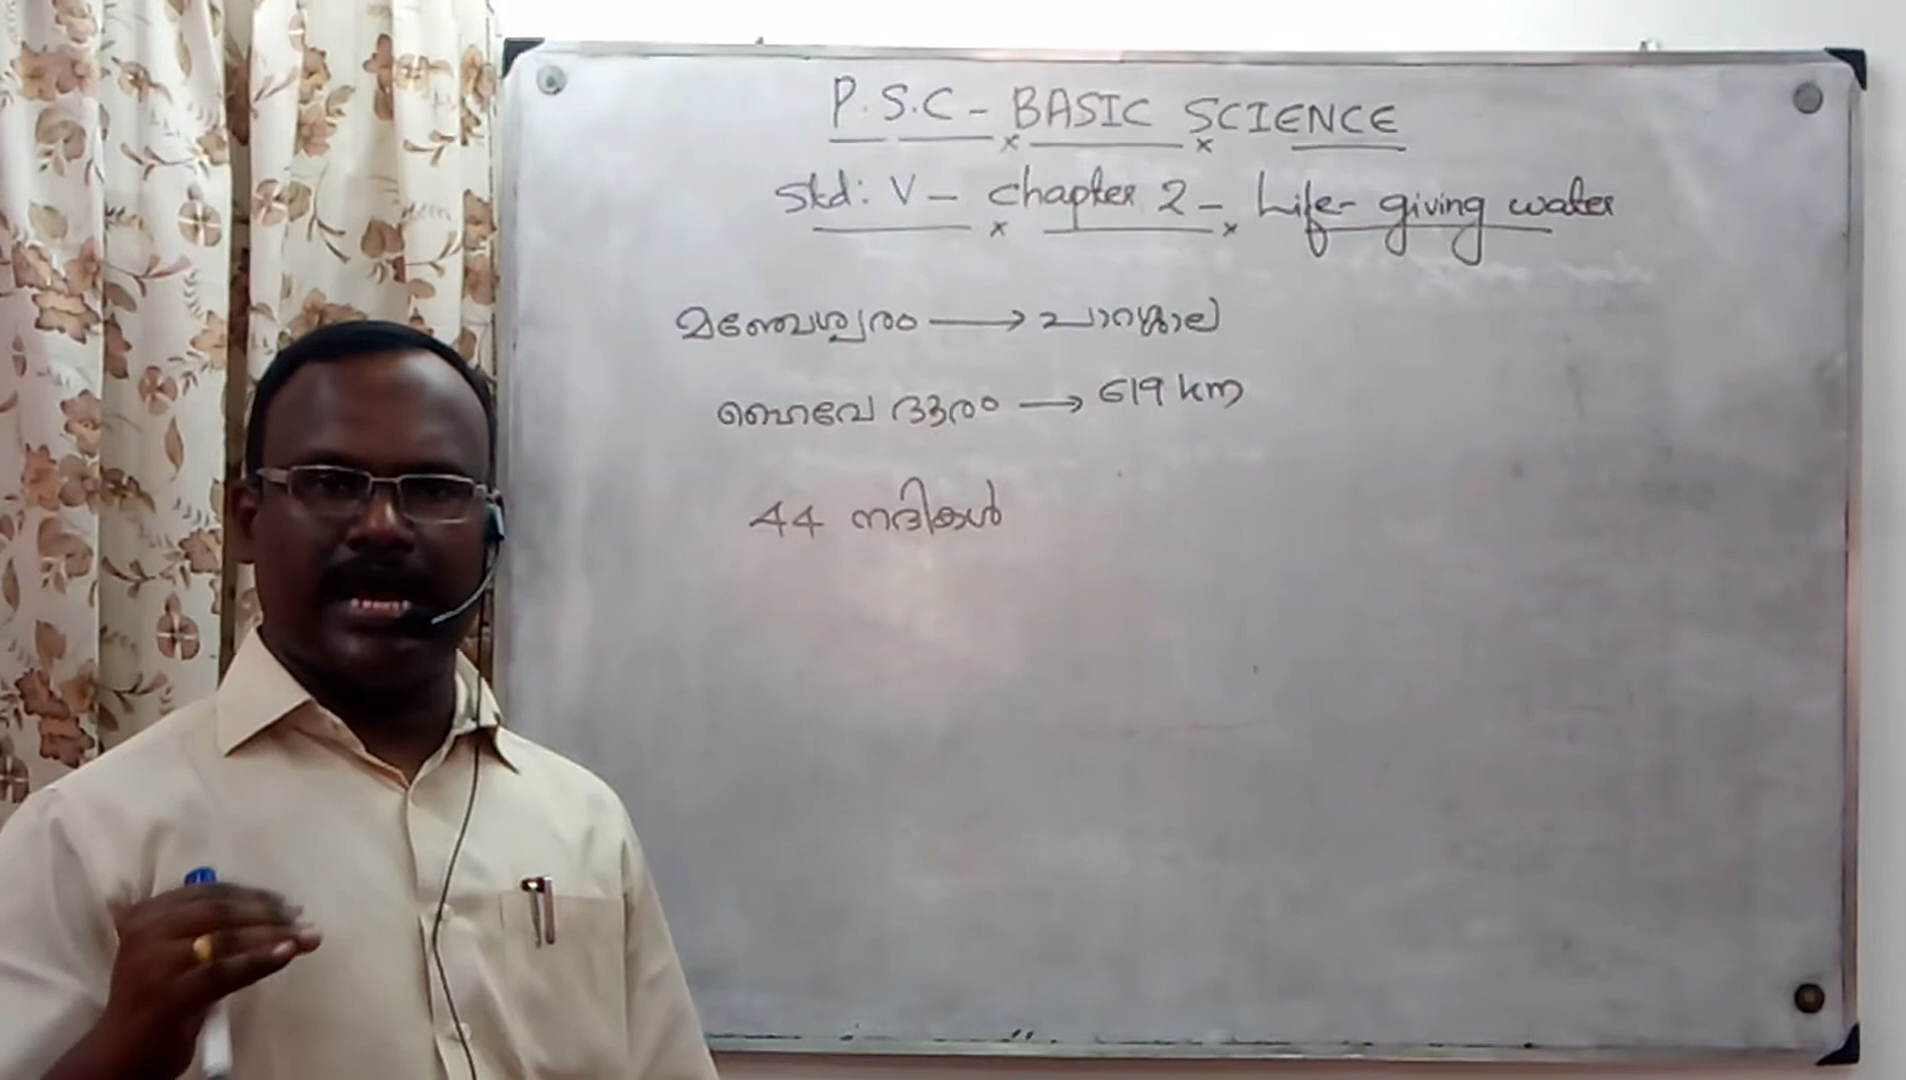 P.S.C - BASIC SCIENCE
Std: V - Chapter 2 - Life-giving water
മഞ്ചേശ്വരം → പാറശ്ശാല
ഹൈവേ ദൂരം → 619 km
44 നദികൾ